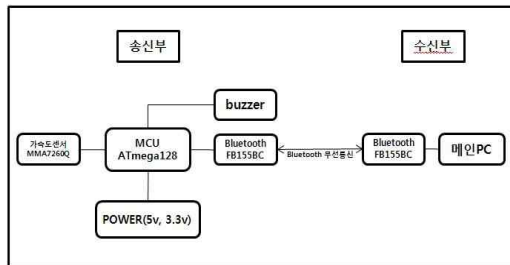 송신부
수신부
buzzer
가속도센서
MMA7260Q
MCU
ATmega128
Bluetooth
FB155BC
Bluetooth 무선통신
Bluetooth
FB155BC
메인PC
POWER(5v, 3.3v)